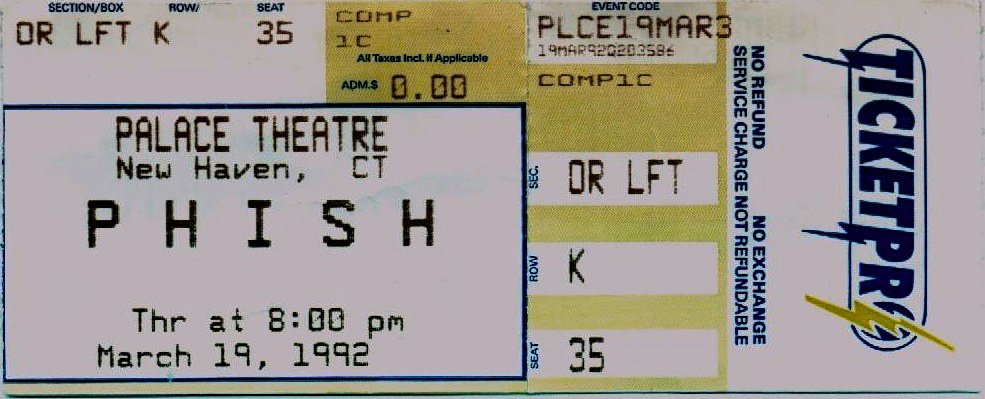 SECTION/BOX ROW/ SEAT
OR LFT K 35
COMP
1C
All Taxes Incl. If Applicable
ADM.$ 0.00
PALACE THEATRE
New Haven, CT
PHISH
Thr at 8:00 pm
March 19, 1992
EVENT CODE
PLCE19MAR3
19MAR92Q203586
COMP1C
SEC. OR LFT
ROW K
SEAT 35
NO REFUND NO EXCHANGE
SERVICE CHARGE NOT REFUNDABLE
TICKETPRO